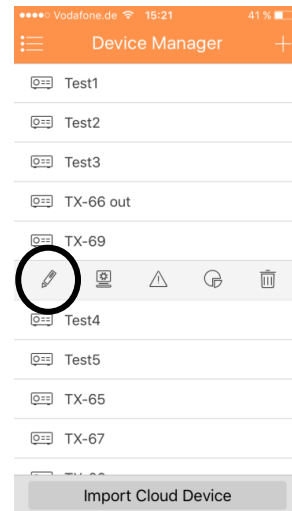 Vodafone.de 15:21 41 %
Device Manager
Test1
Test2
Test3
TX-66 out
TX-69
Test4
Test5
TX-65
TX-67
Import Cloud Device